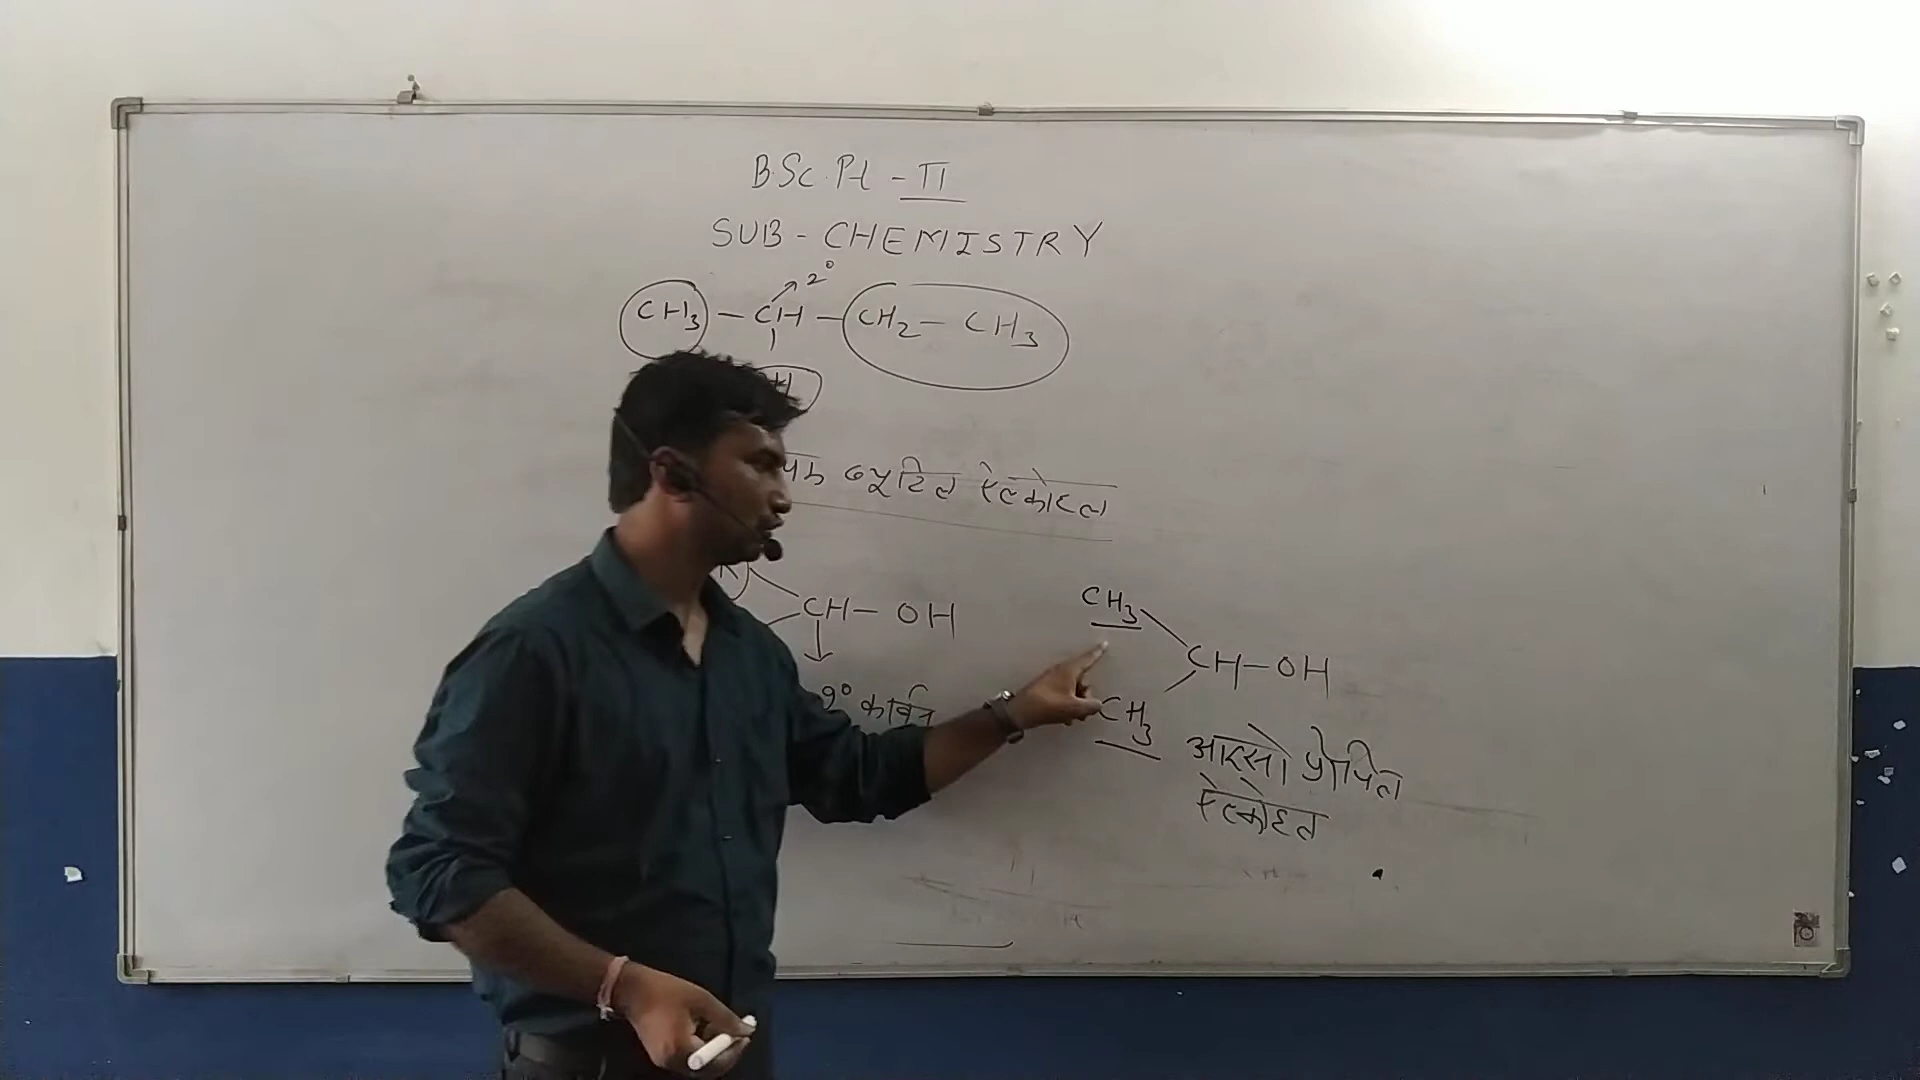 BSc Pt - II
SUB - CHEMISTRY
2°
CH3 - CH - CH2 - CH3
H
ब्यूटिल ऐल्कोहल
CH - OH
CH3
CH - OH
CH3
2° कार्बन
आइसो प्रोपिल
ऐल्कोहल